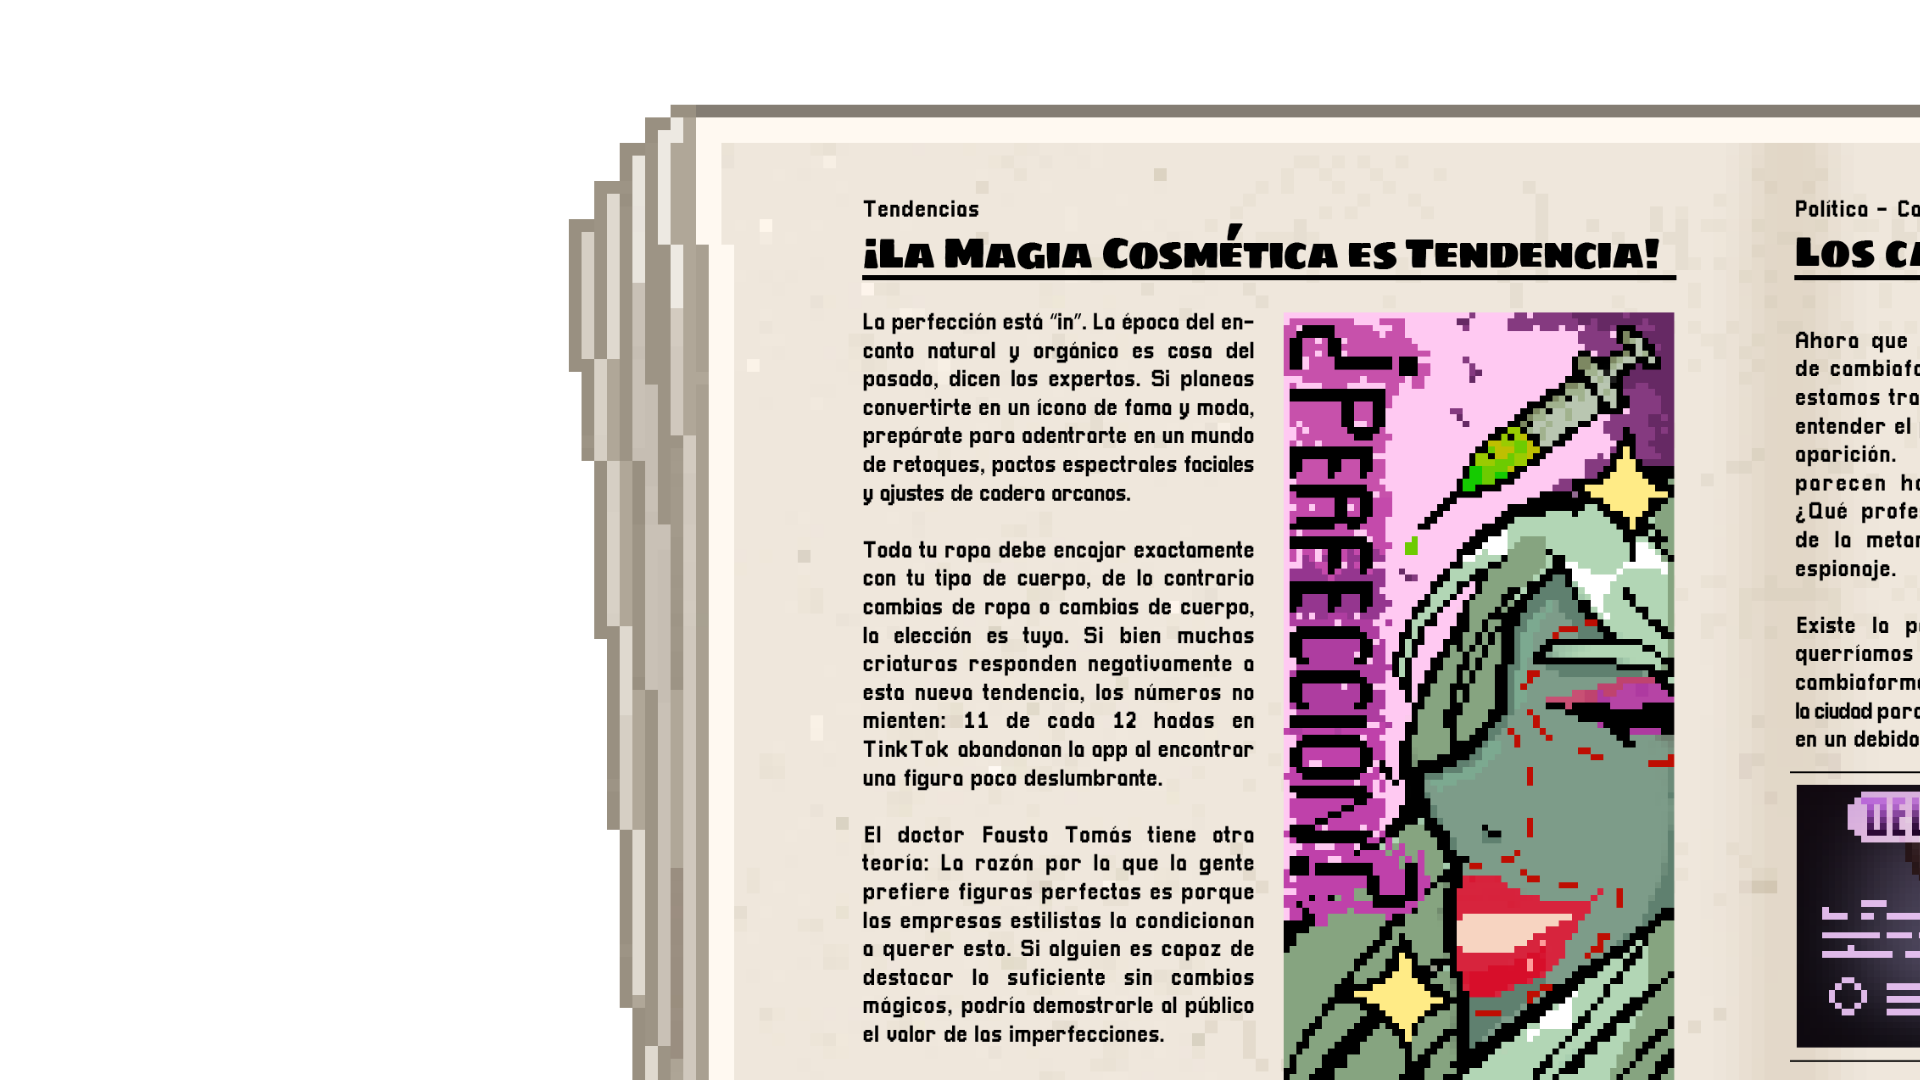 Tendencias
¡La Magia Cosmética es Tendencia!
La perfección está "in". La época del en-
canto natural y orgánico es cosa del
pasado, dicen los expertos. Si planeas
convertirte en un ícono de fama y moda,
prepárate para adentrarte en un mundo
de retoques, pactos espectrales faciales
y ajustes de cadera arcanos.
Toda tu ropa debe encajar exactamente
con tu tipo de cuerpo, de lo contrario
cambias de ropa o cambias de cuerpo,
la elección es tuya. Si bien muchas
criaturas responden negativamente a
esta nueva tendencia, los números no
mienten: 11 de cada 12 hadas en
TinkTok abandonan la app al encontrar
una figura poco deslumbrante.
El doctor Fausto Tomás tiene otra
teoría: La razón por la que la gente
prefiere figuras perfectas es porque
las empresas estilistas la condicionan
a querer esto. Si alguien es capaz de
destacar lo suficiente sin cambios
mágicos, podría demostrarle al público
el valor de las imperfecciones.
¿PERFECCION?
Política - Co
Los ca
Ahora que
de cambiafo
estamos tra
entender el
aparición.
parecen ha
¿Qué profe
de la metam
espionaje.
Existe la p
querríamos
cambiaforma
la ciudad para
en un debido